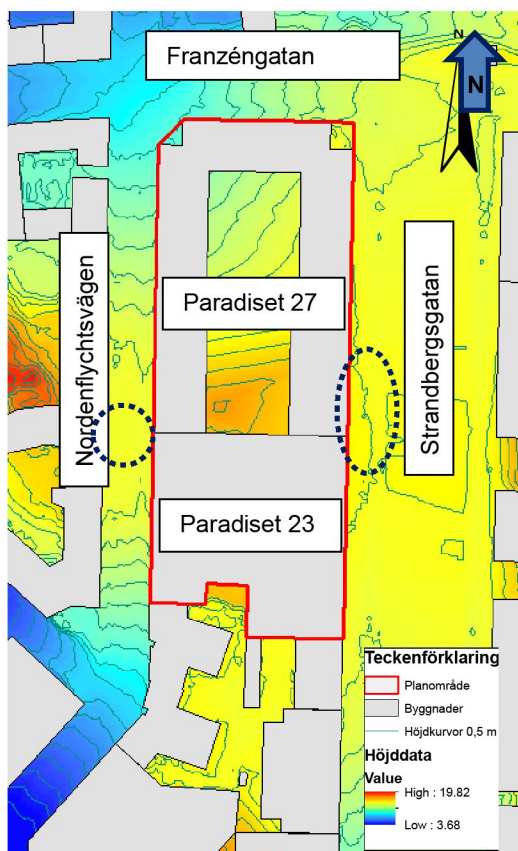 Franzéngatan
N
N
Nordenflychtsvägen
Paradiset 27
Strandbergsgatan
Paradiset 23
Teckenförklaring
Planområde
Byggnader
Höjdkurvor 0,5 m
Höjddata
Value
High : 19.82
Low : 3.68